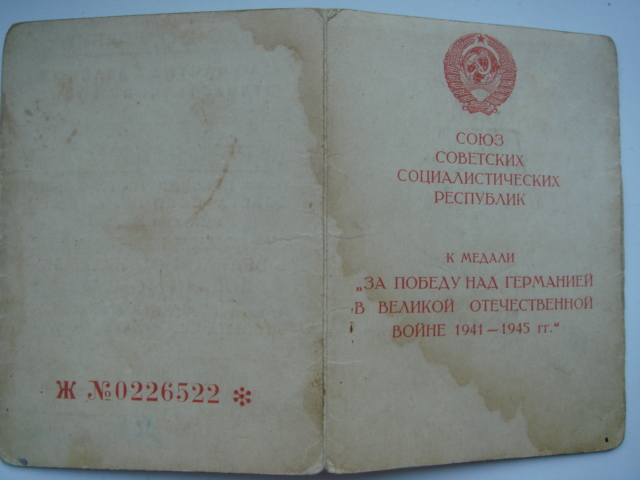 СОЮЗ
СОВЕТСКИХ
СОЦИАЛИСТИЧЕСКИХ
РЕСПУБЛИК
К МЕДАЛИ
„ЗА ПОБЕДУ НАД ГЕРМАНИЕЙ
В ВЕЛИКОЙ ОТЕЧЕСТВЕННОЙ
ВОЙНЕ 1941—1945 гг.“
Ж №0226522 *